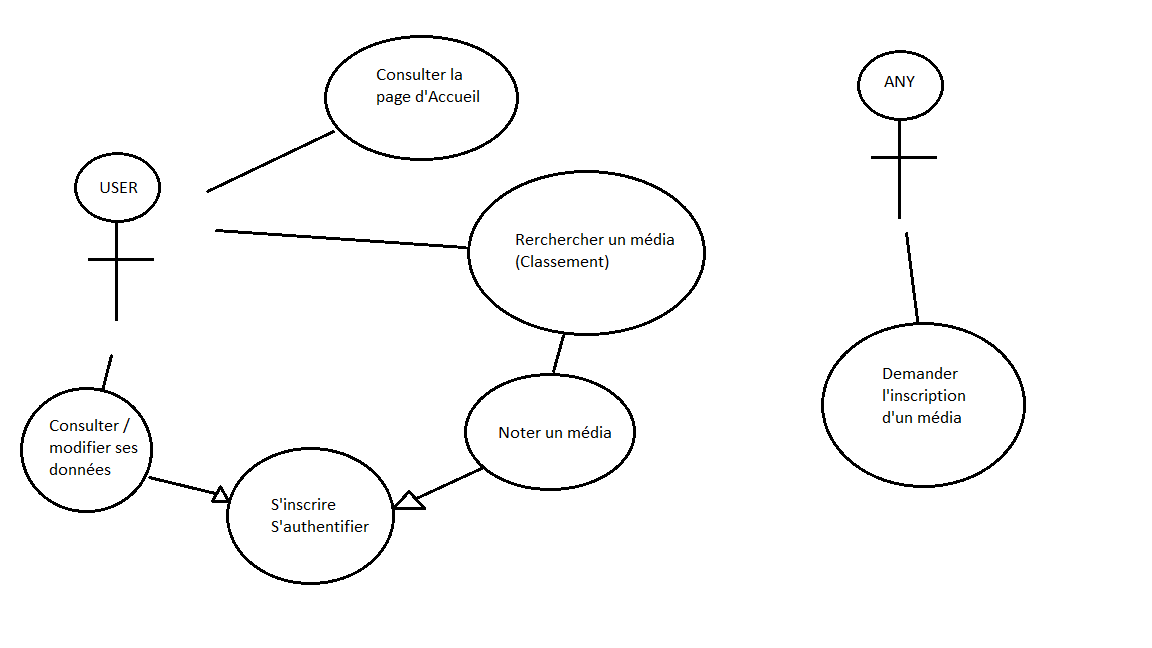 Consulter la
page d'Accueil
ANY
USER
Rerchercher un média
(Classement)
Demander
l'inscription
d'un média
Consulter /
modifier ses
données
Noter un média
S'inscrire
S'authentifier